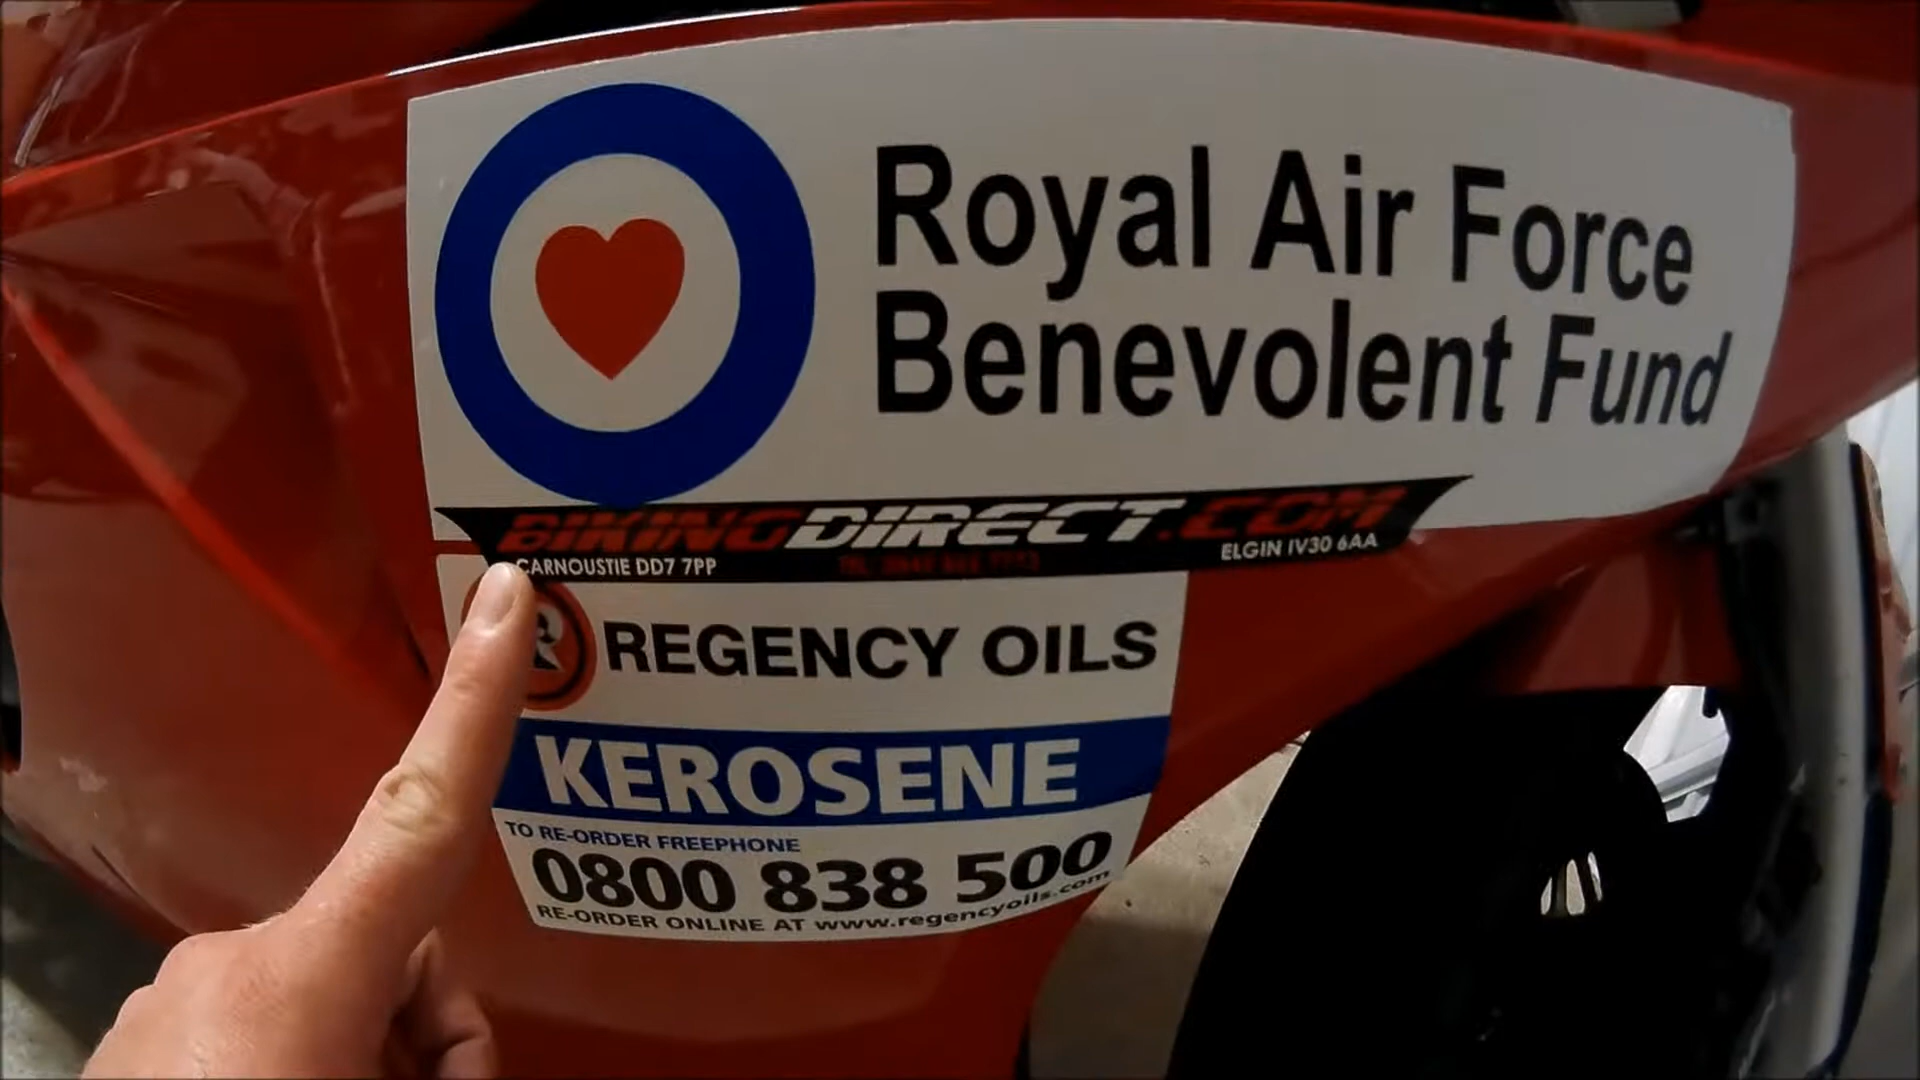 Royal Air Force
Benevolent Fund
BIKINGDIRECT.COM
CARNOUSTIE DD7 7PP
ELGIN IV30 6AA
REGENCY OILS
KEROSENE
TO RE-ORDER FREEPHONE
0800 838 500
RE-ORDER ONLINE AT www.regencyoils.com